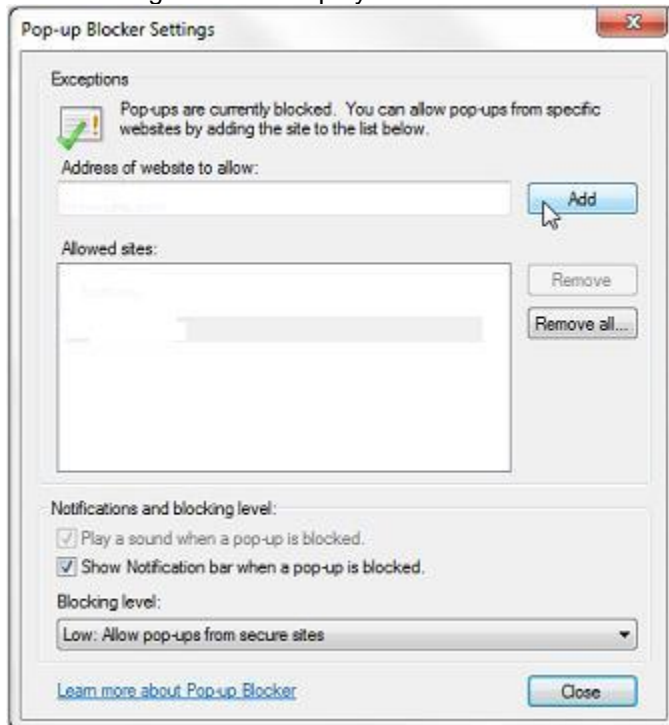 Pop-up Blocker Settings
Exceptions
Pop-ups are currently blocked. You can allow pop-ups from specific
websites by adding the site to the list below.
Address of website to allow:
Add
Allowed sites:
Remove
Remove all...
Notifications and blocking level:
Play a sound when a pop-up is blocked.
Show Notification bar when a pop-up is blocked.
Blocking level:
Low: Allow pop-ups from secure sites
Learn more about Pop-up Blocker
Close